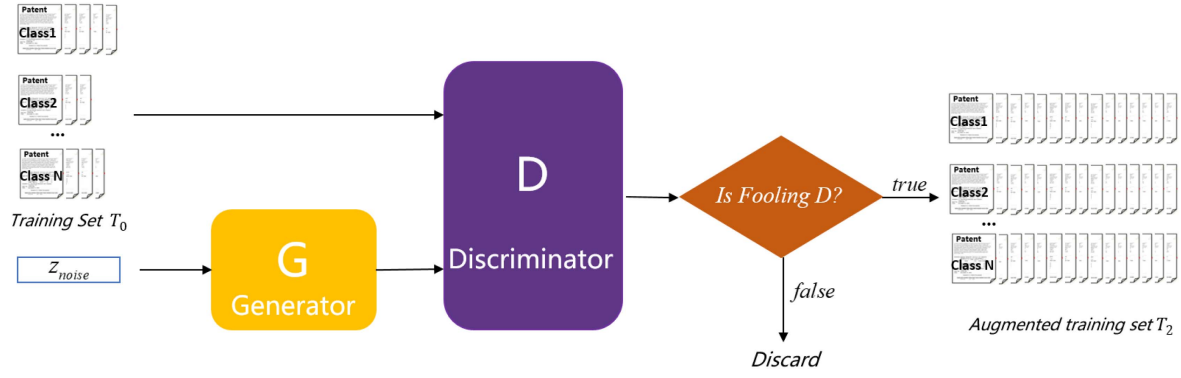 Patent
Class1
Patent
Class2
...
Patent
Class N
Training Set T₀
z_noise
G
Generator
D
Discriminator
Is Fooling D?
true
false
Discard
Patent
Class1
Patent
Class2
...
Patent
Class N
Augmented training set T₂